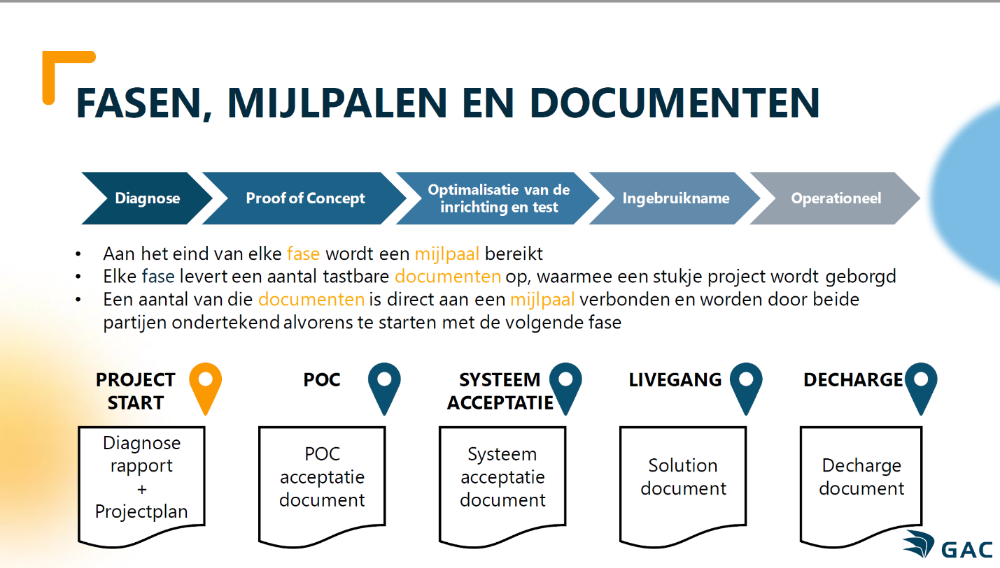 FASEN, MIJLPALEN EN DOCUMENTEN
Diagnose
Proof of Concept
Optimalisatie van de
inrichting en test
Ingebruikname
Operationeel
• Aan het eind van elke fase wordt een mijlpaal bereikt
• Elke fase levert een aantal tastbare documenten op, waarmee een stukje project wordt geborgd
• Een aantal van die documenten is direct aan een mijlpaal verbonden en worden door beide
partijen ondertekend alvorens te starten met de volgende fase
PROJECT
START
POC
SYSTEEM
ACCEPTATIE
LIVEGANG
DECHARGE
Diagnose
rapport
+
Projectplan
POC
acceptatie
document
Systeem
acceptatie
document
Solution
document
Decharge
document
GAC